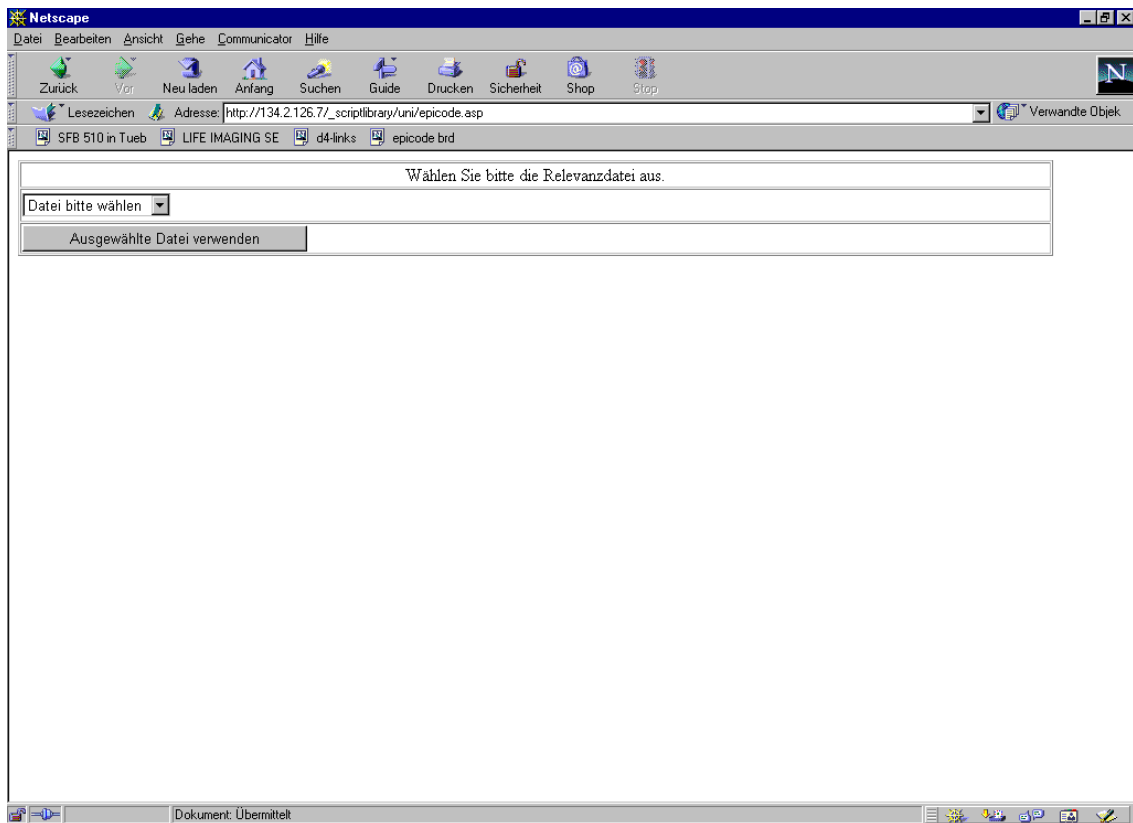 Netscape
Datei Bearbeiten Ansicht Gehe Communicator Hilfe
Zurück Vor Neu laden Anfang Suchen Guide Drucken Sicherheit Shop Stop
N
Lesezeichen Adresse: http://134.2.126.7/_scriptlibrary/uni/epicode.asp Verwandte Objek
SFB 510 in Tueb LIFE IMAGING SE d4-links epicode brd
Wählen Sie bitte die Relevanzdatei aus.
Datei bitte wählen
Ausgewählte Datei verwenden
Dokument: Übermittelt